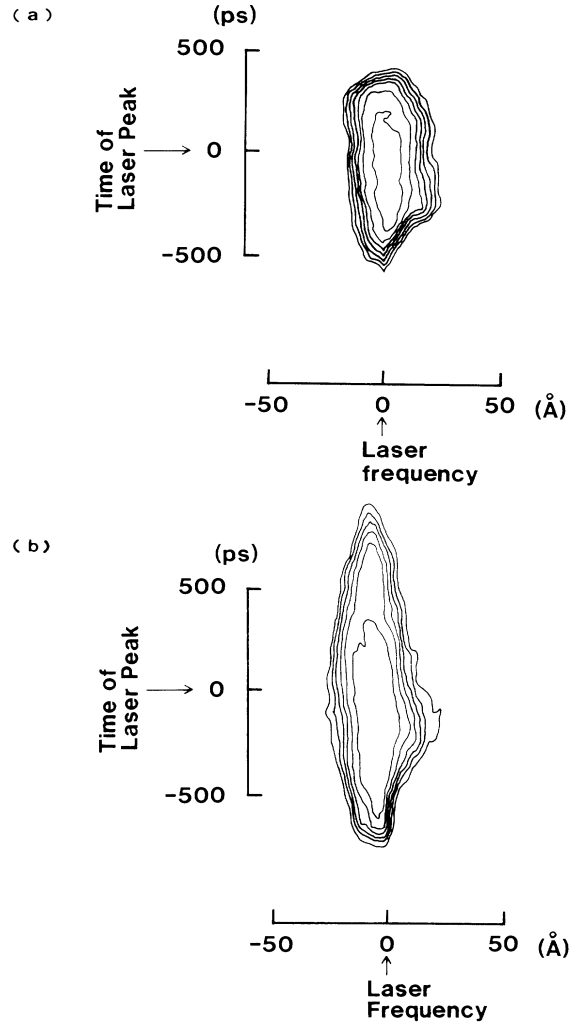 (a)
(ps)
500
0
-500
Time of
Laser Peak
-50 0 50 (Å)
Laser
frequency
(b)
(ps)
500
0
-500
Time of
Laser Peak
-50 0 50 (Å)
Laser
Frequency